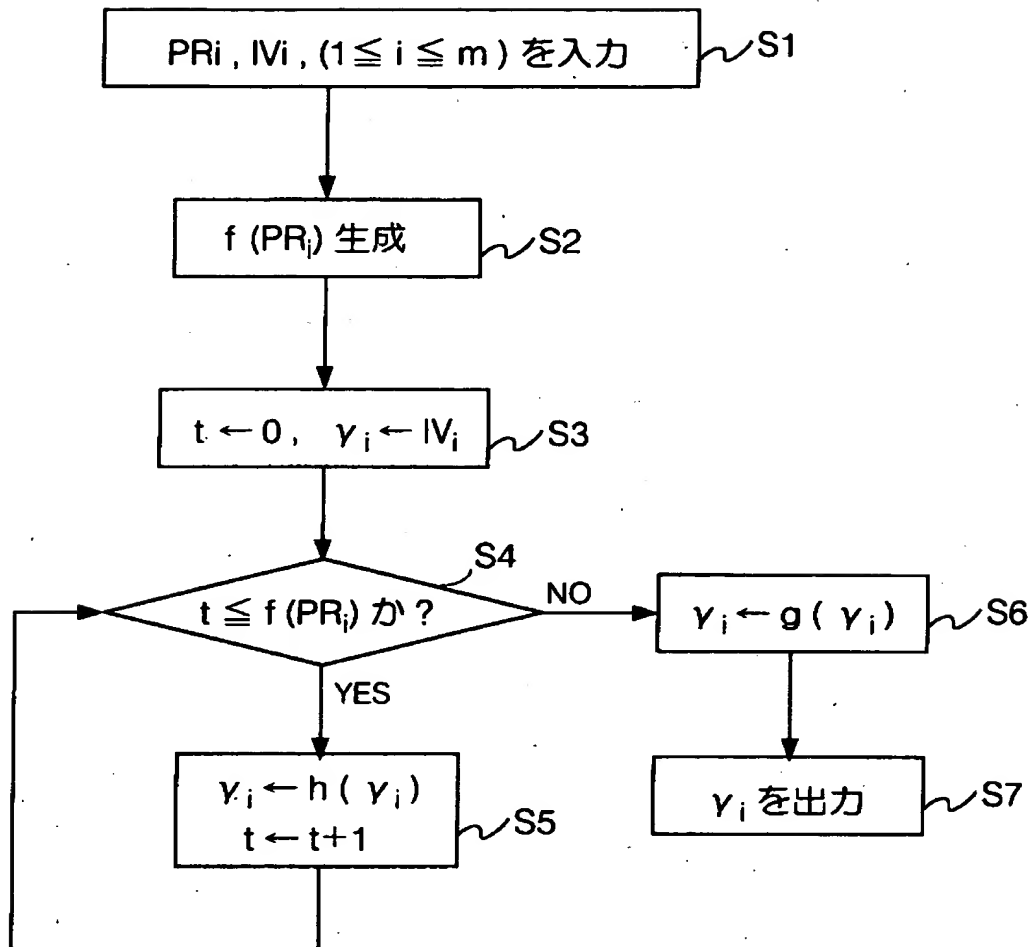 PRi , IVi , (1≦ i ≦ m ) を入力
S1
f (PRi) 生成
S2
t ← 0 , γi ← IVi
S3
S4
t ≦ f (PRi) か ?
NO
YES
γi ← g ( γi )
S6
γi ← h ( γi )
t ← t+1
S5
γi を出力
S7